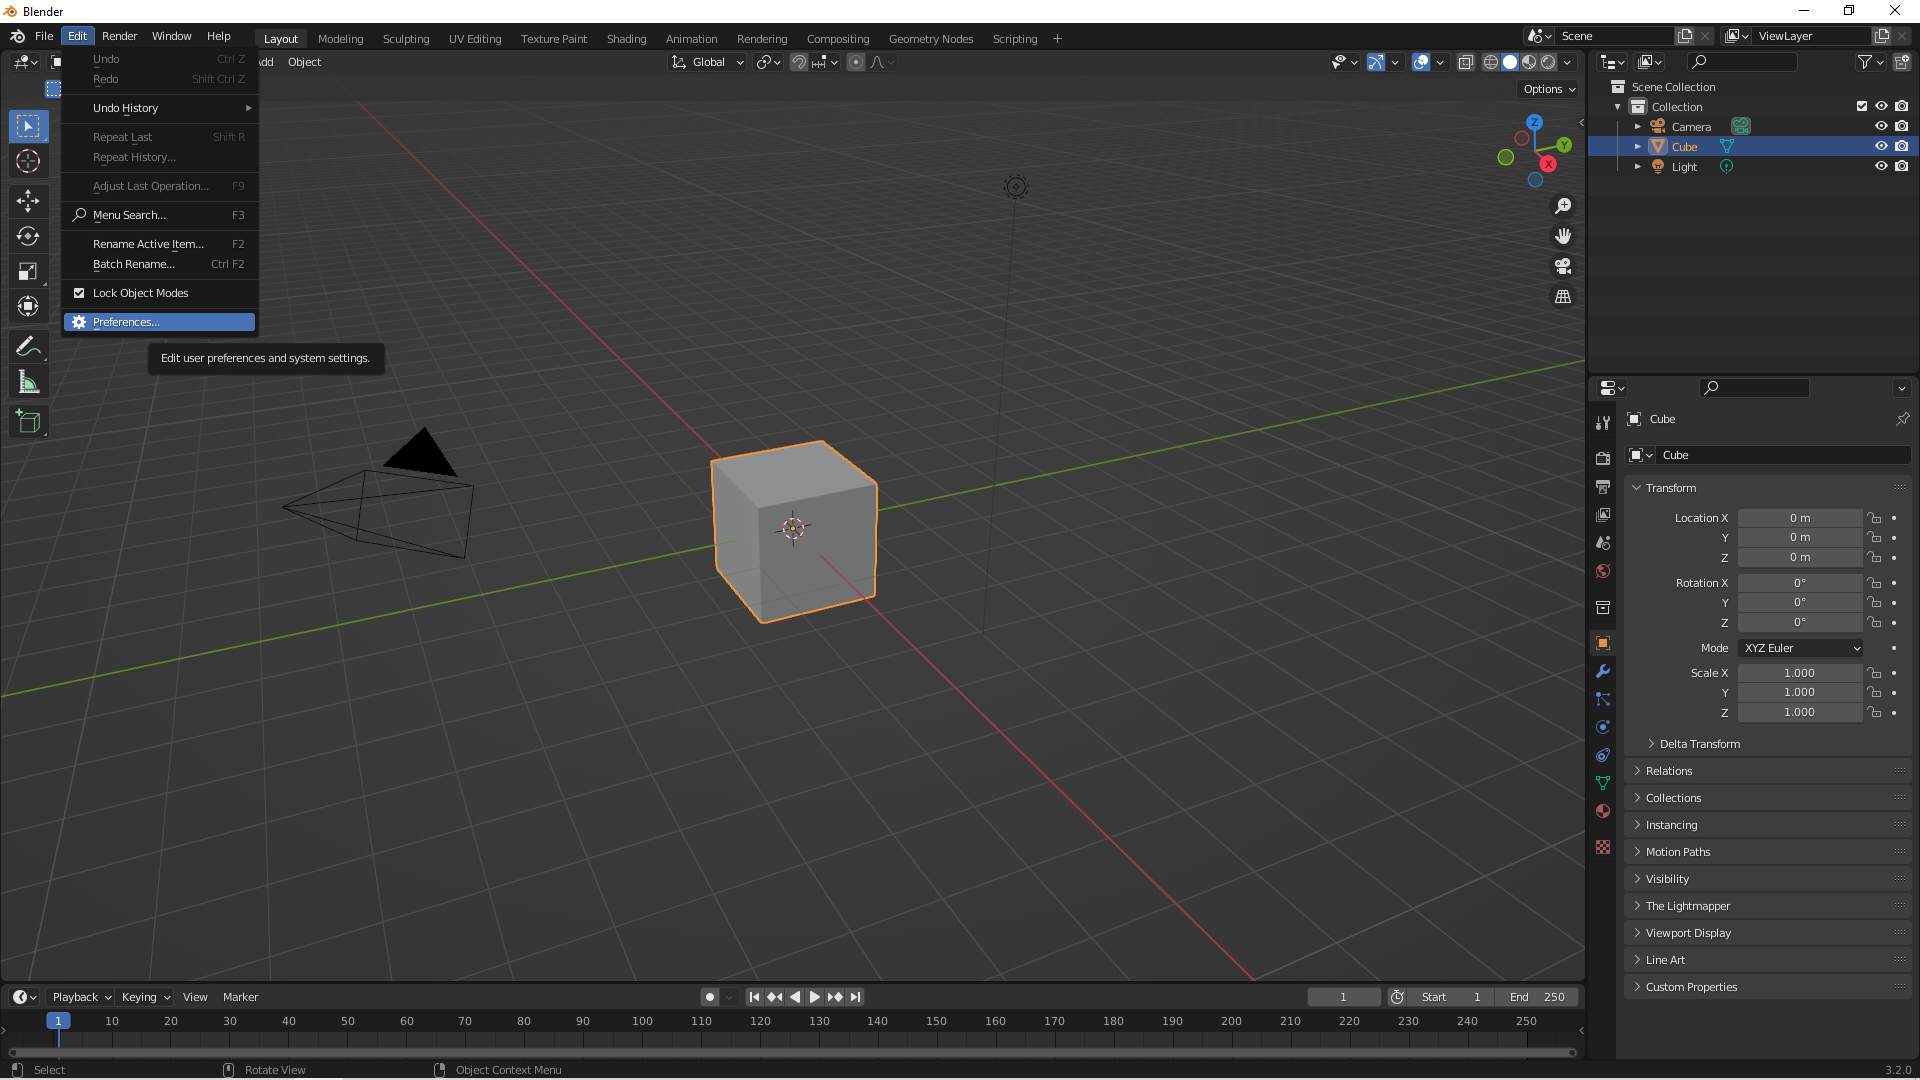 Blender
File Edit Render Window Help Layout Modeling Sculpting UV Editing Texture Paint Shading Animation Rendering Compositing Geometry Nodes Scripting + Scene ViewLayer
dd Object Global
Options
Undo Ctrl Z
Redo Shift Ctrl Z
Undo History
Repeat Last Shift R
Repeat History...
Adjust Last Operation... F9
Menu Search... F3
Rename Active Item... F2
Batch Rename... Ctrl F2
Lock Object Modes
Preferences...
Edit user preferences and system settings.
Z
Y
X
Scene Collection
Collection
Camera
Cube
Light
Cube
Cube
Transform
Location X 0 m
Y 0 m
Z 0 m
Rotation X 0°
Y 0°
Z 0°
Mode XYZ Euler
Scale X 1.000
Y 1.000
Z 1.000
Delta Transform
Relations
Collections
Instancing
Motion Paths
Visibility
The Lightmapper
Viewport Display
Line Art
Custom Properties
Playback Keying View Marker 1 Start 1 End 250
1 10 20 30 40 50 60 70 80 90 100 110 120 130 140 150 160 170 180 190 200 210 220 230 240 250
Select Rotate View Object Context Menu 3.2.0